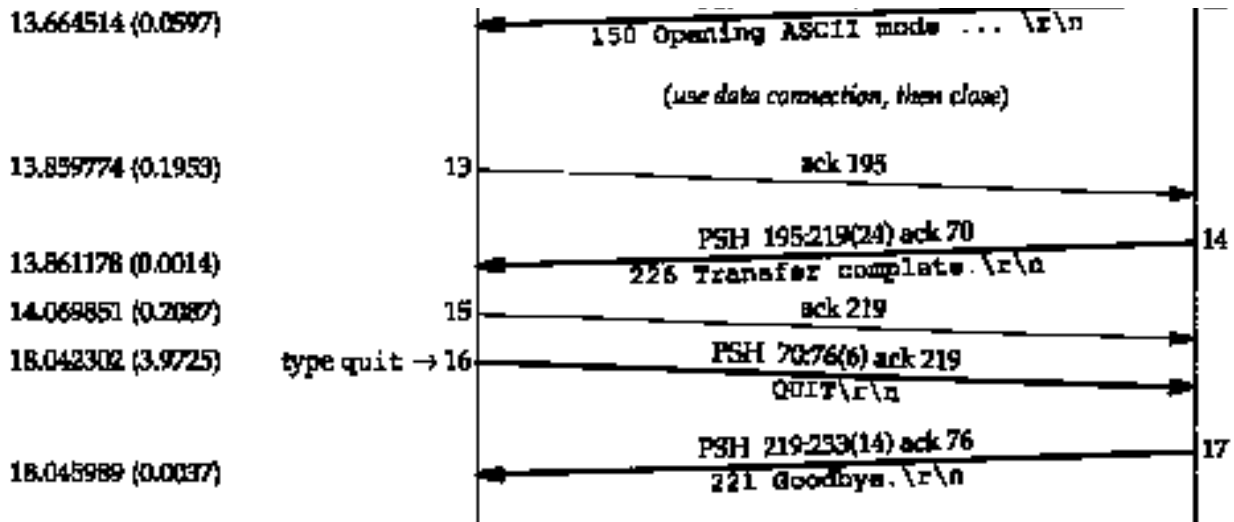 13.664514 (0.0597)
150 Opening ASCII mode ... \r\n
(use data connection, then close)
13.859774 (0.1953) 13 ack 195
PSH 195:219(24) ack 70 14
13.861178 (0.0014)
226 Transfer complete.\r\n
14.069851 (0.2087) 15 ack 219
18.042302 (3.9725) type quit → 16 PSH 70:76(6) ack 219
QUIT\r\n
PSH 219:233(14) ack 76 17
18.045989 (0.0037)
221 Goodbye.\r\n